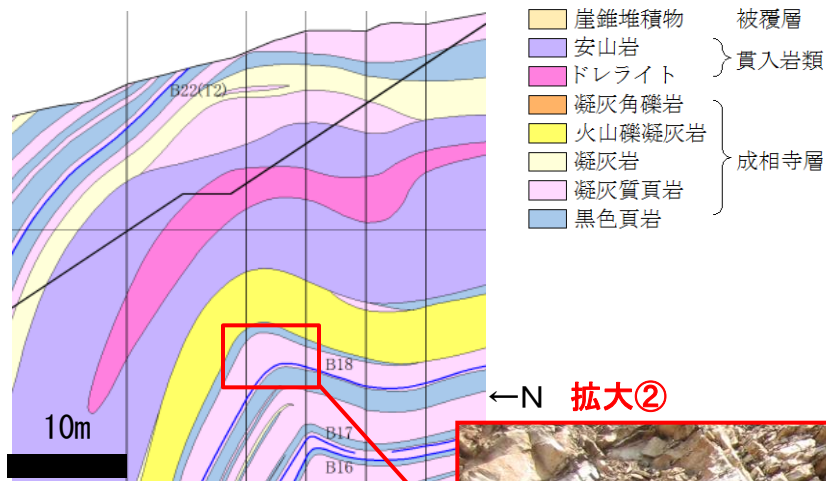 崖錐堆積物 被覆層
安山岩
ドレライト
貫入岩類
凝灰角礫岩
火山礫凝灰岩
凝灰岩
凝灰質頁岩
黒色頁岩
成相寺層
B22(T2)
B18
←N 拡大②
10m
B17
B16